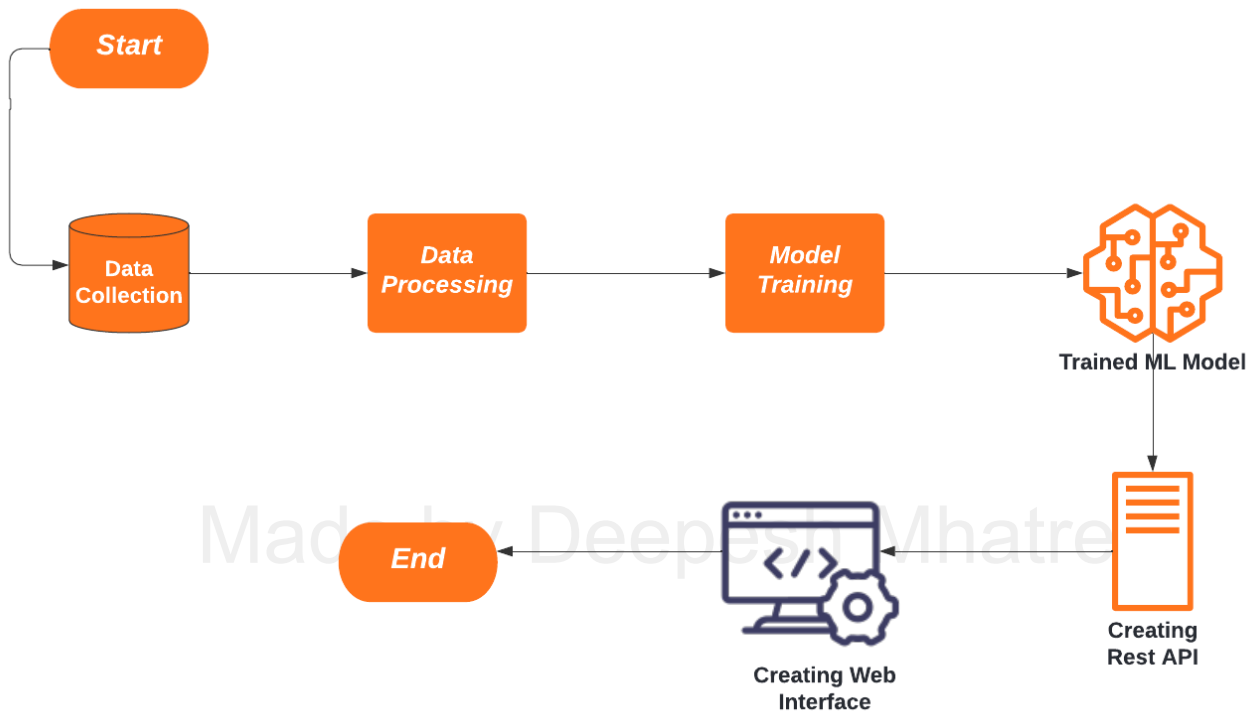 Start
Data
Collection
Data
Processing
Model
Training
Trained ML Model
Made by Deepesh Mhatre
End
Creating
Rest API
Creating Web
Interface